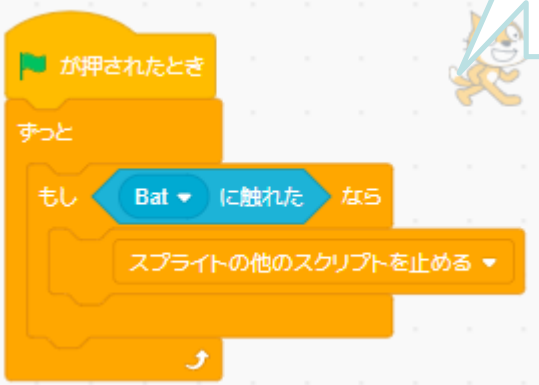 が押されたとき
ずっと
もし Bat に触れた なら
スプライトの他のスクリプトを止める